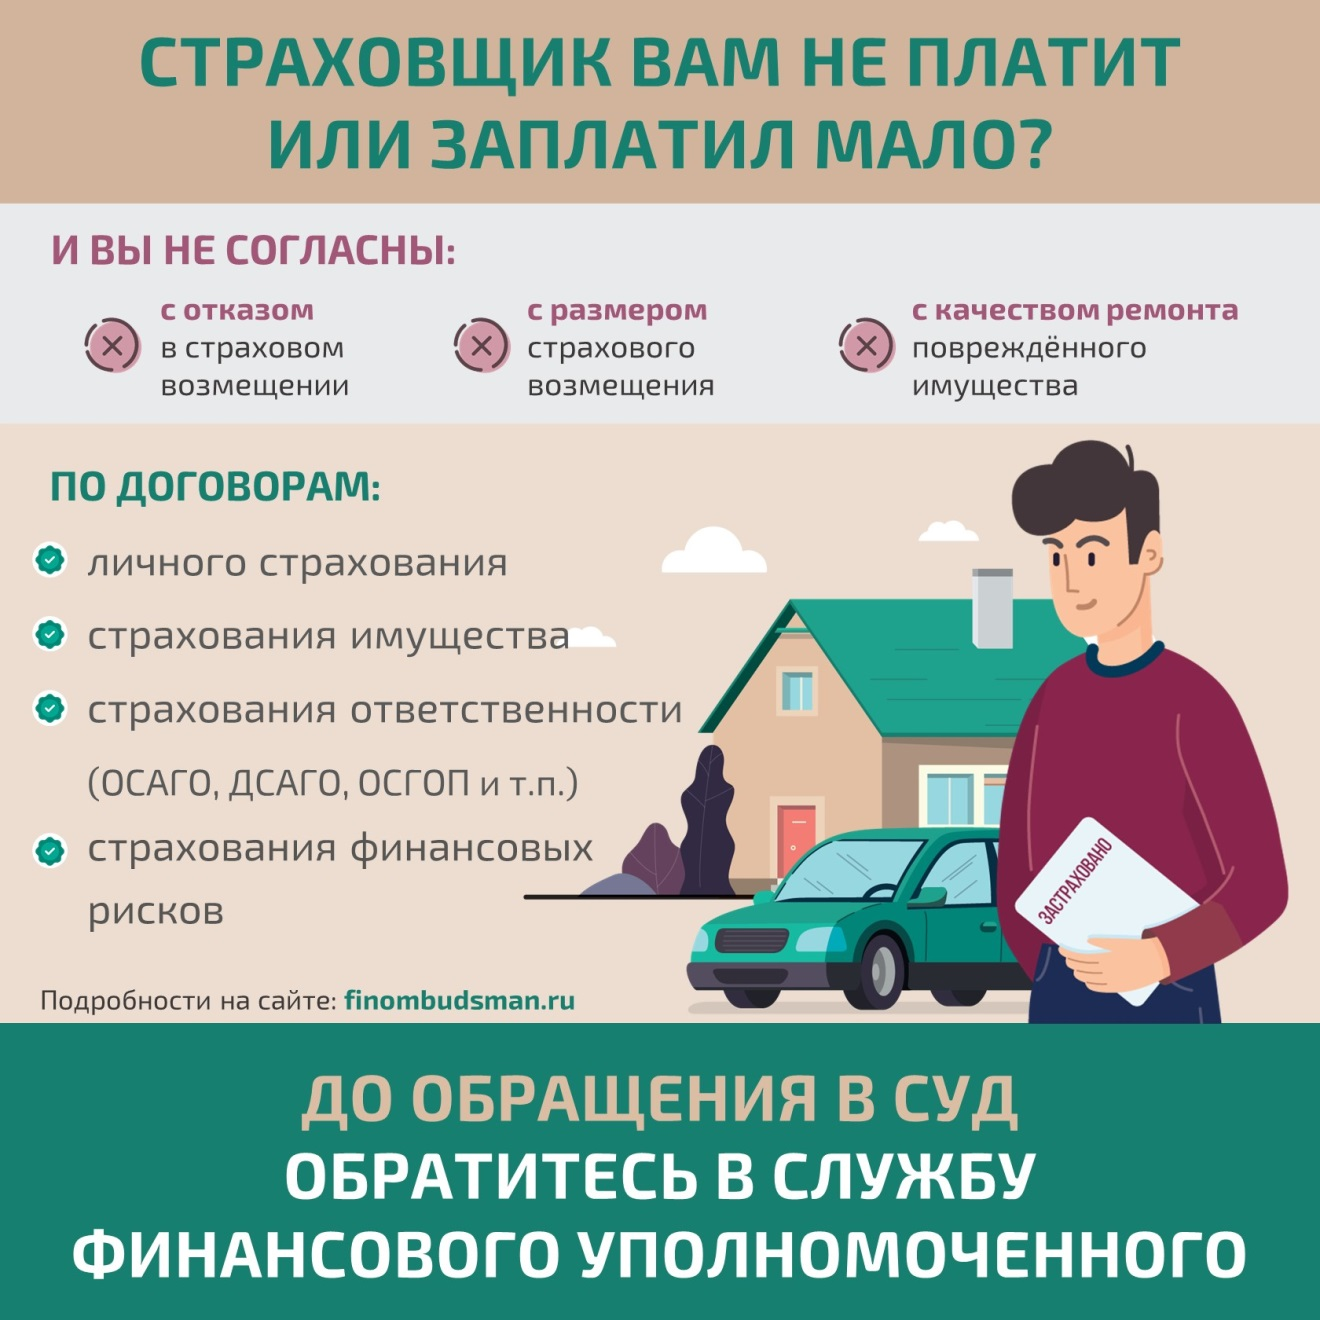 СТРАХОВЩИК ВАМ НЕ ПЛАТИТ
ИЛИ ЗАПЛАТИЛ МАЛО?
И ВЫ НЕ СОГЛАСНЫ:
с отказом
в страховом
возмещении
с размером
страхового
возмещения
с качеством ремонта
повреждённого
имущества
ПО ДОГОВОРАМ:
личного страхования
страхования имущества
страхования ответственности
(ОСАГО, ДСАГО, ОСГОП и т.п.)
страхования финансовых
рисков
ЗАСТРАХОВАНО
Подробности на сайте: finombudsman.ru
ДО ОБРАЩЕНИЯ В СУД
ОБРАТИТЕСЬ В СЛУЖБУ
ФИНАНСОВОГО УПОЛНОМОЧЕННОГО